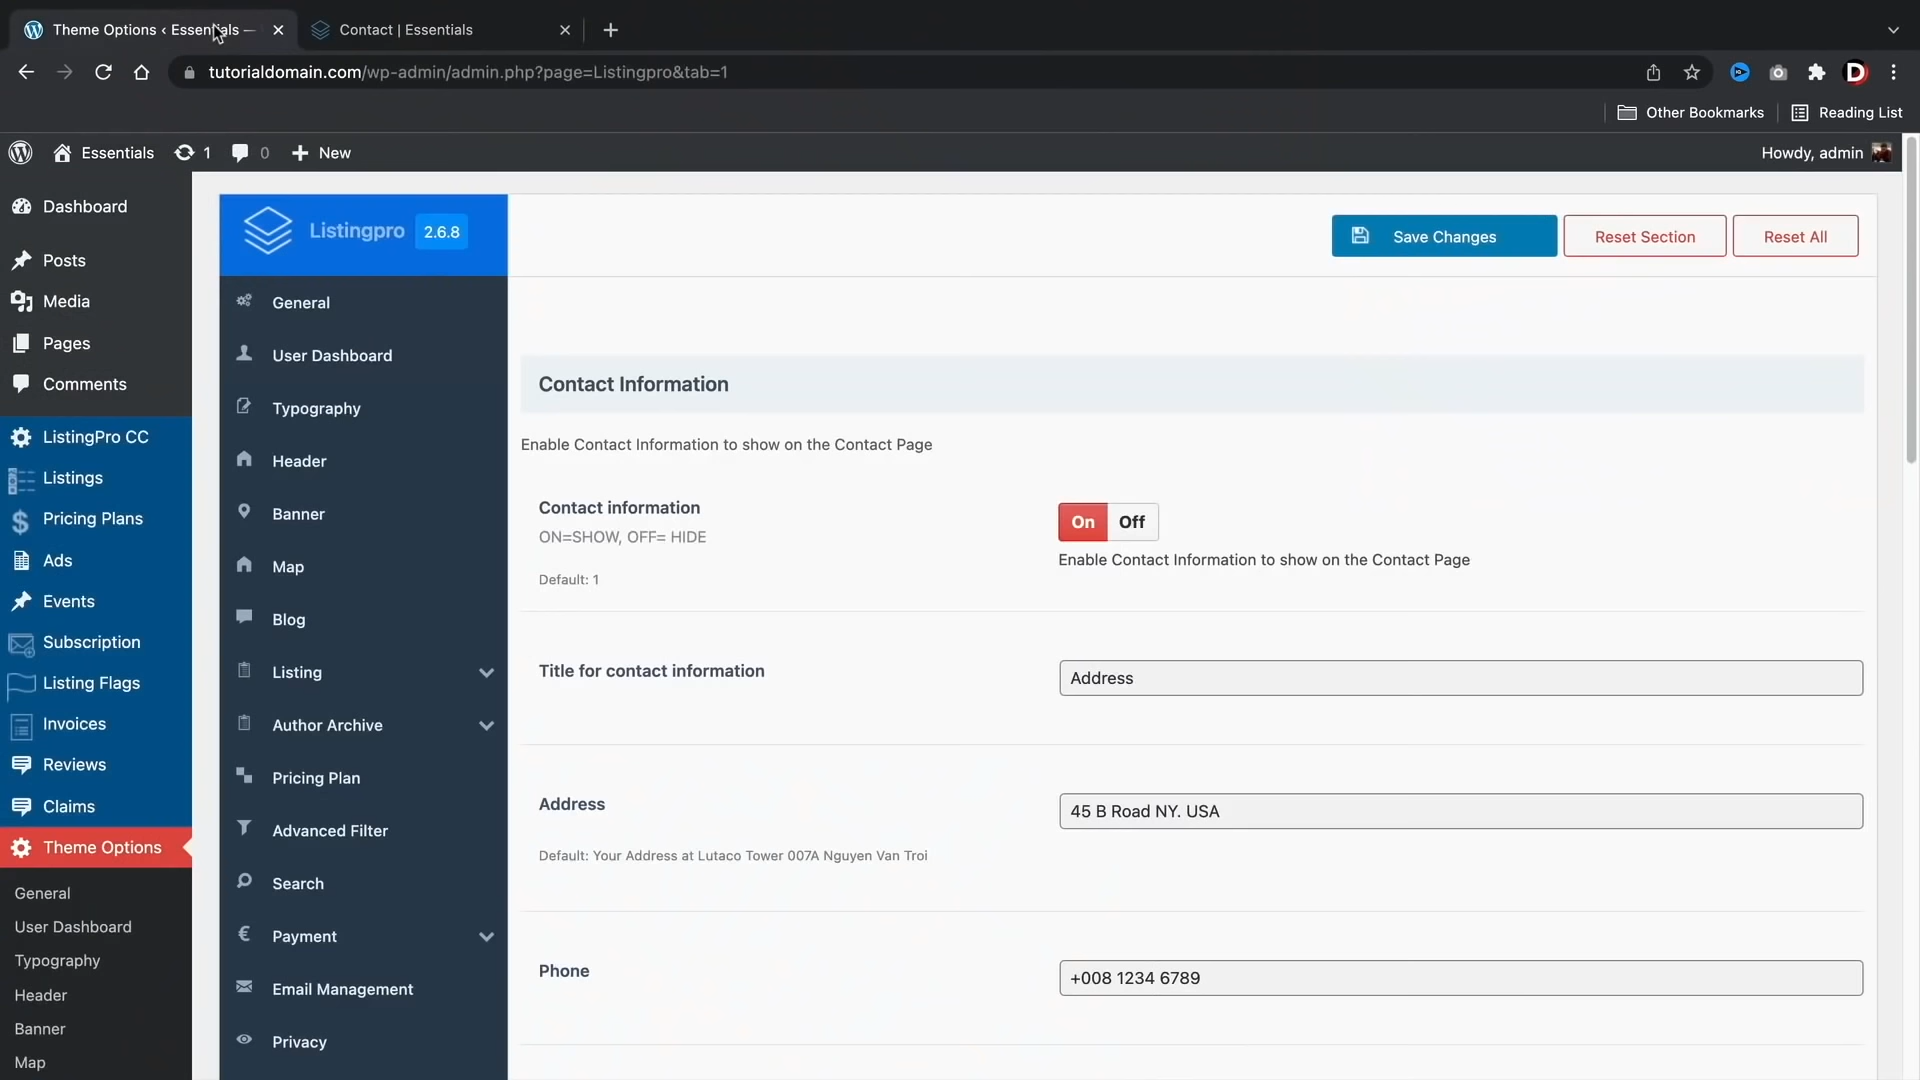 Theme Options ‹ Essentials —
Contact | Essentials
tutorialdomain.com/wp-admin/admin.php?page=Listingpro&tab=1
Other Bookmarks
Reading List
Essentials
1
0
New
Howdy, admin
Dashboard
Posts
Media
Pages
Comments
ListingPro CC
Listings
Pricing Plans
Ads
Events
Subscription
Listing Flags
Invoices
Reviews
Claims
Theme Options
General
User Dashboard
Typography
Header
Banner
Map
Listingpro 2.6.8
General
User Dashboard
Typography
Header
Banner
Map
Blog
Listing
Author Archive
Pricing Plan
Advanced Filter
Search
Payment
Email Management
Privacy
Save Changes
Reset Section
Reset All
Contact Information
Enable Contact Information to show on the Contact Page
Contact information
ON=SHOW, OFF= HIDE
Default: 1
On Off
Enable Contact Information to show on the Contact Page
Title for contact information
Address
Address
45 B Road NY. USA
Default: Your Address at Lutaco Tower 007A Nguyen Van Troi
Phone
+008 1234 6789